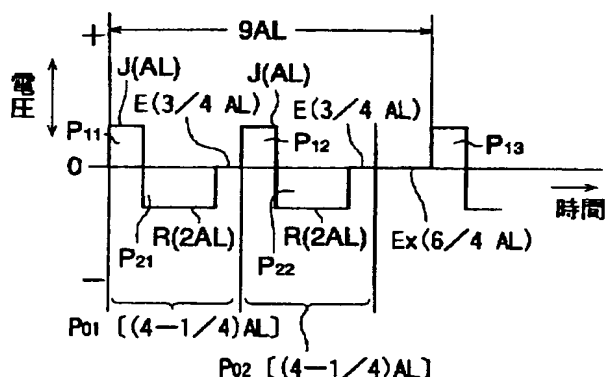 +
9AL
電圧
J(AL)
J(AL)
E(3/4 AL)
E(3/4 AL)
P11
P12
P13
0
時間
R(2AL)
R(2AL)
Ex(6/4 AL)
P21
P22
−
P01 [(4−1/4)AL]
P02 [(4−1/4)AL]